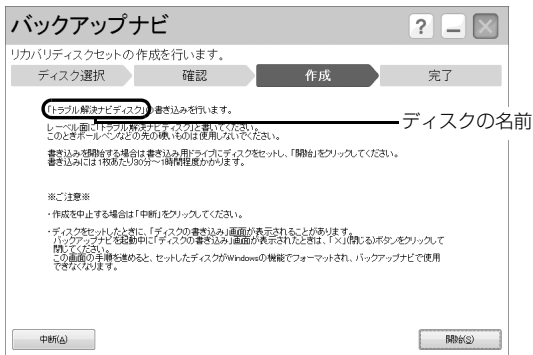 バックアップナビ
?
リカバリディスクセットの作成を行います。
ディスク選択 確認 作成 完了
「トラブル解決ナビディスク」の書き込みを行います。
ディスクの名前
レーベル面に「トラブル解決ナビディスク」と書いてください。
このときボールペンなどの先の硬いものは使用しないでください。
書き込みを開始する場合は書き込み用ドライブにディスクをセットし、「開始」をクリックしてください。
書き込みには1枚あたり30分～1時間程度かかります。
※ご注意※
・作成を中止する場合は「中断」をクリックしてください。
・ディスクをセットしたときに、「ディスクの書き込み」画面が表示されることがあります。
バックアップナビを起動中に「ディスクの書き込み」画面が表示されたときは、「×」(閉じる)ボタンをクリックして
閉じてください。
この画面の手順を進めると、セットしたディスクがWindowsの機能でフォーマットされ、バックアップナビで使用
できなくなります。
中断(A) 開始(S)